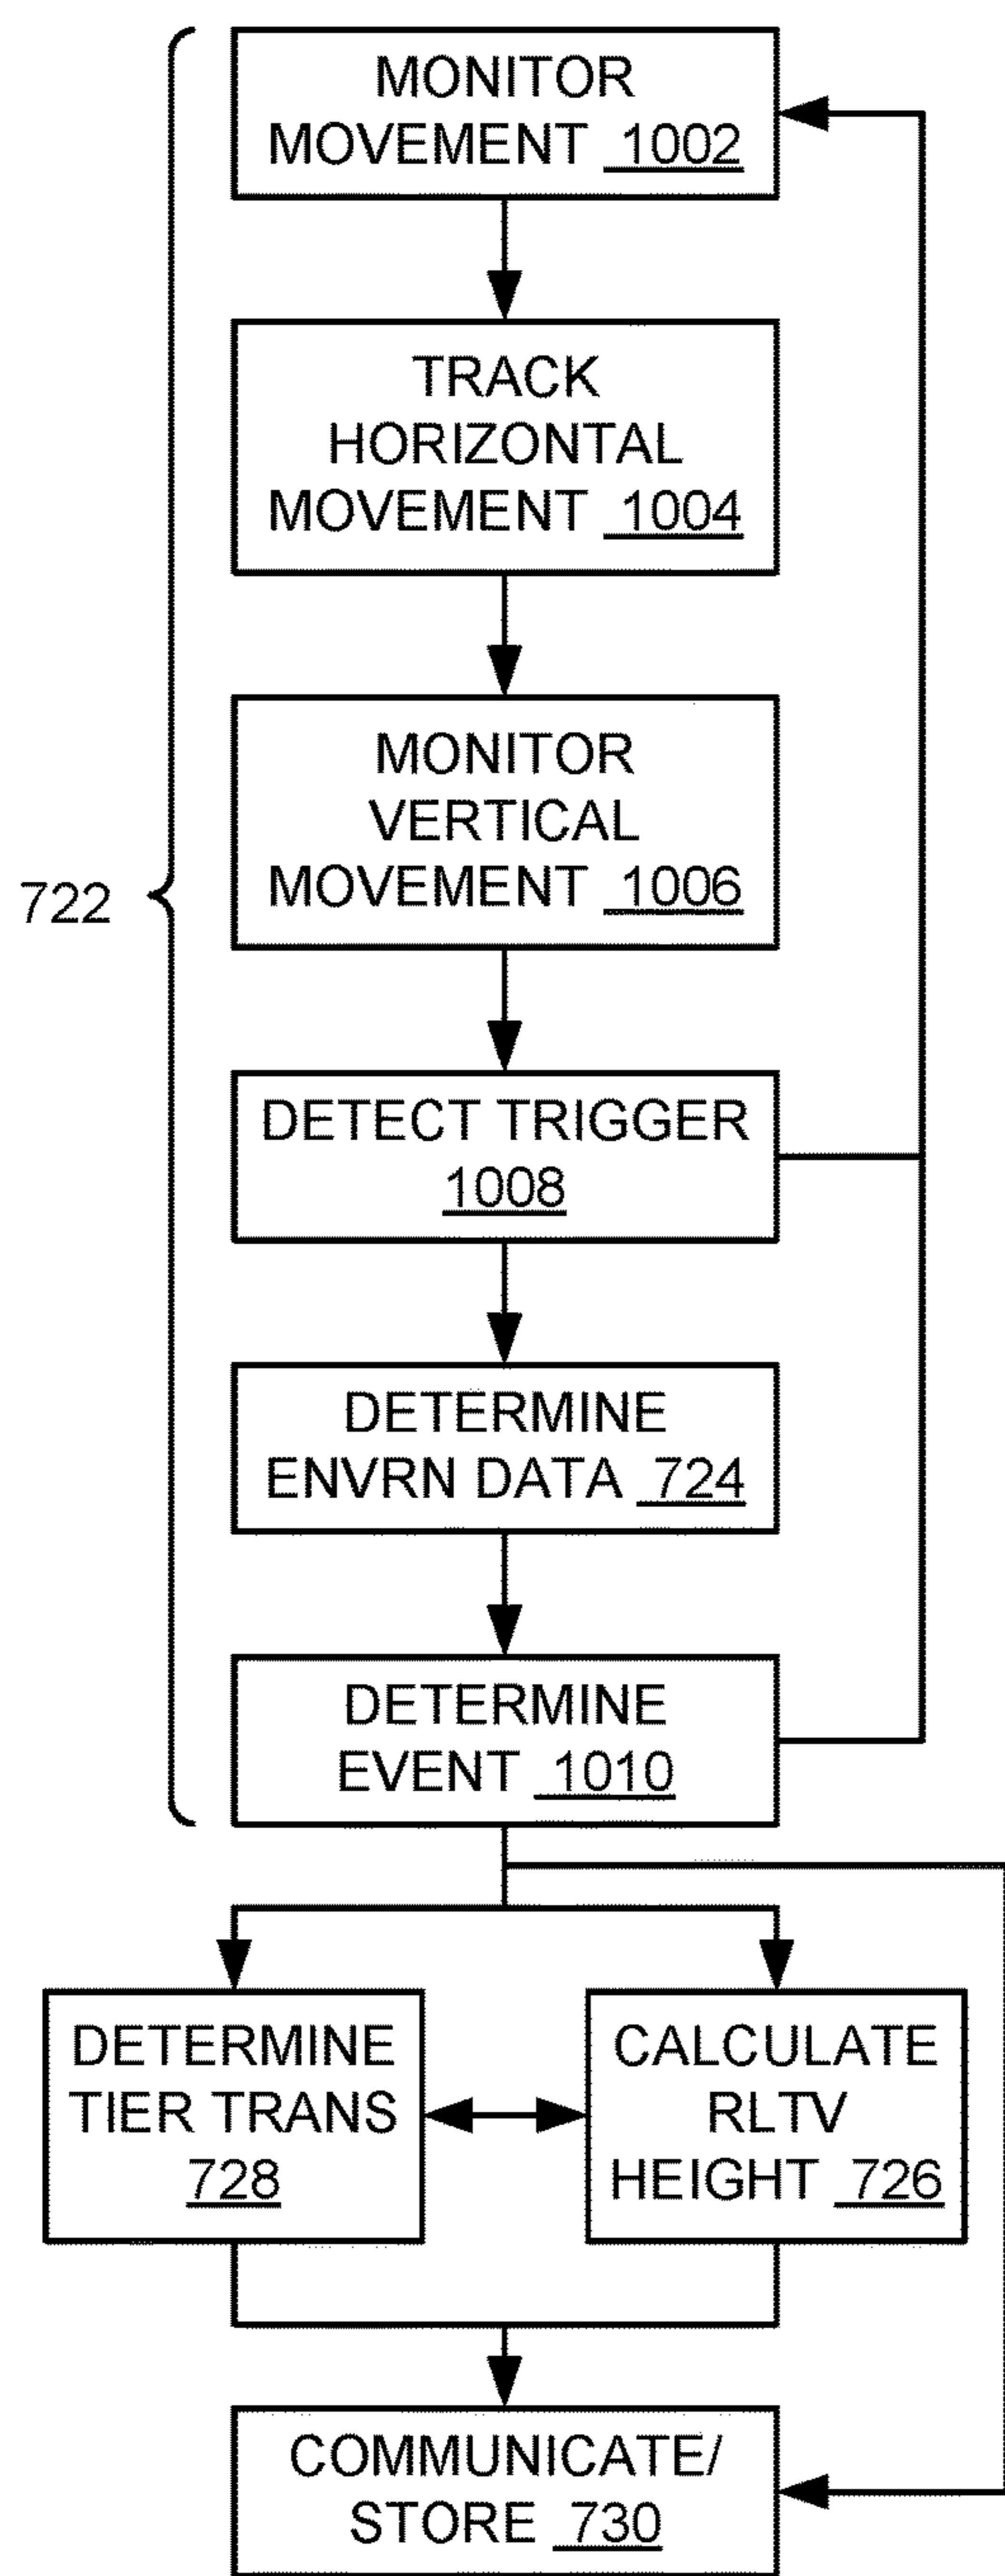 MONITOR
MOVEMENT 1002
TRACK
HORIZONTAL
MOVEMENT 1004
MONITOR
VERTICAL
MOVEMENT 1006
722
DETECT TRIGGER
1008
DETERMINE
ENVRN DATA 724
DETERMINE
EVENT 1010
DETERMINE
TIER TRANS
728
CALCULATE
RLTV
HEIGHT 726
COMMUNICATE/
STORE 730